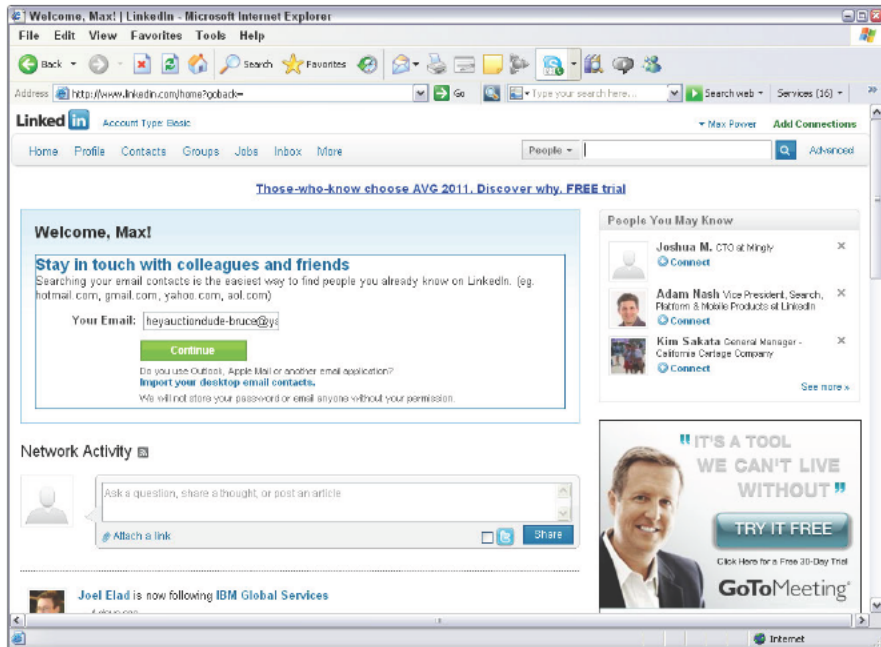 Welcome, Max! | LinkedIn - Microsoft Internet Explorer
File Edit View Favorites Tools Help
Back Search Favorites
Address http://www.linkedin.com/home?goback= Go Type your search here... Search web Services (16) »
Linked in Account Type: Basic Max Power Add Connections
Home Profile Contacts Groups Jobs Inbox More People Advanced
Those-who-know choose AVG 2011. Discover why. FREE trial
Welcome, Max!
Stay in touch with colleagues and friends
Searching your email contacts is the easiest way to find people you already know on LinkedIn. (eg.
hotmail.com, gmail.com, yahoo.com, aol.com)
Your Email: heyauctiondude-bruce@ya
Continue
Do you use Outlook, Apple Mail or another email application?
Import your desktop email contacts.
We will not store your password or email anyone without your permission.
People You May Know
Joshua M. CTO at Mingly
Connect
Adam Nash Vice President, Search,
Platform & Mobile Products at LinkedIn
Connect
Kim Sakata General Manager -
California Cartage Company
Connect
See more »
Network Activity
Ask a question, share a thought, or post an article
Attach a link Share
Joel Elad is now following IBM Global Services
"IT'S A TOOL
WE CAN'T LIVE
WITHOUT"
TRY IT FREE
Click Here for a Free 30-Day Trial
GoToMeeting
Internet